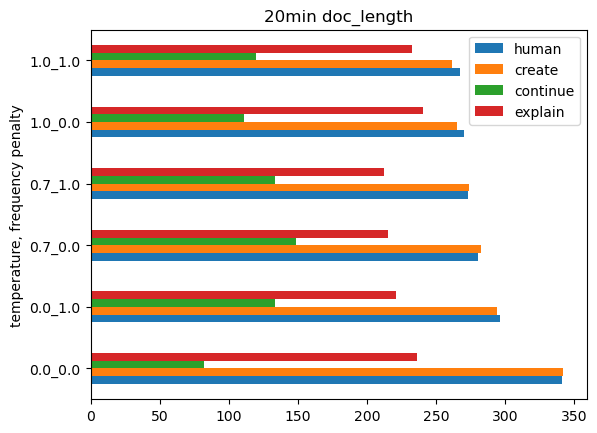 20min doc_length
human
create
continue
explain
temperature, frequency penalty
1.0_1.0
1.0_0.0
0.7_1.0
0.7_0.0
0.0_1.0
0.0_0.0
0 50 100 150 200 250 300 350